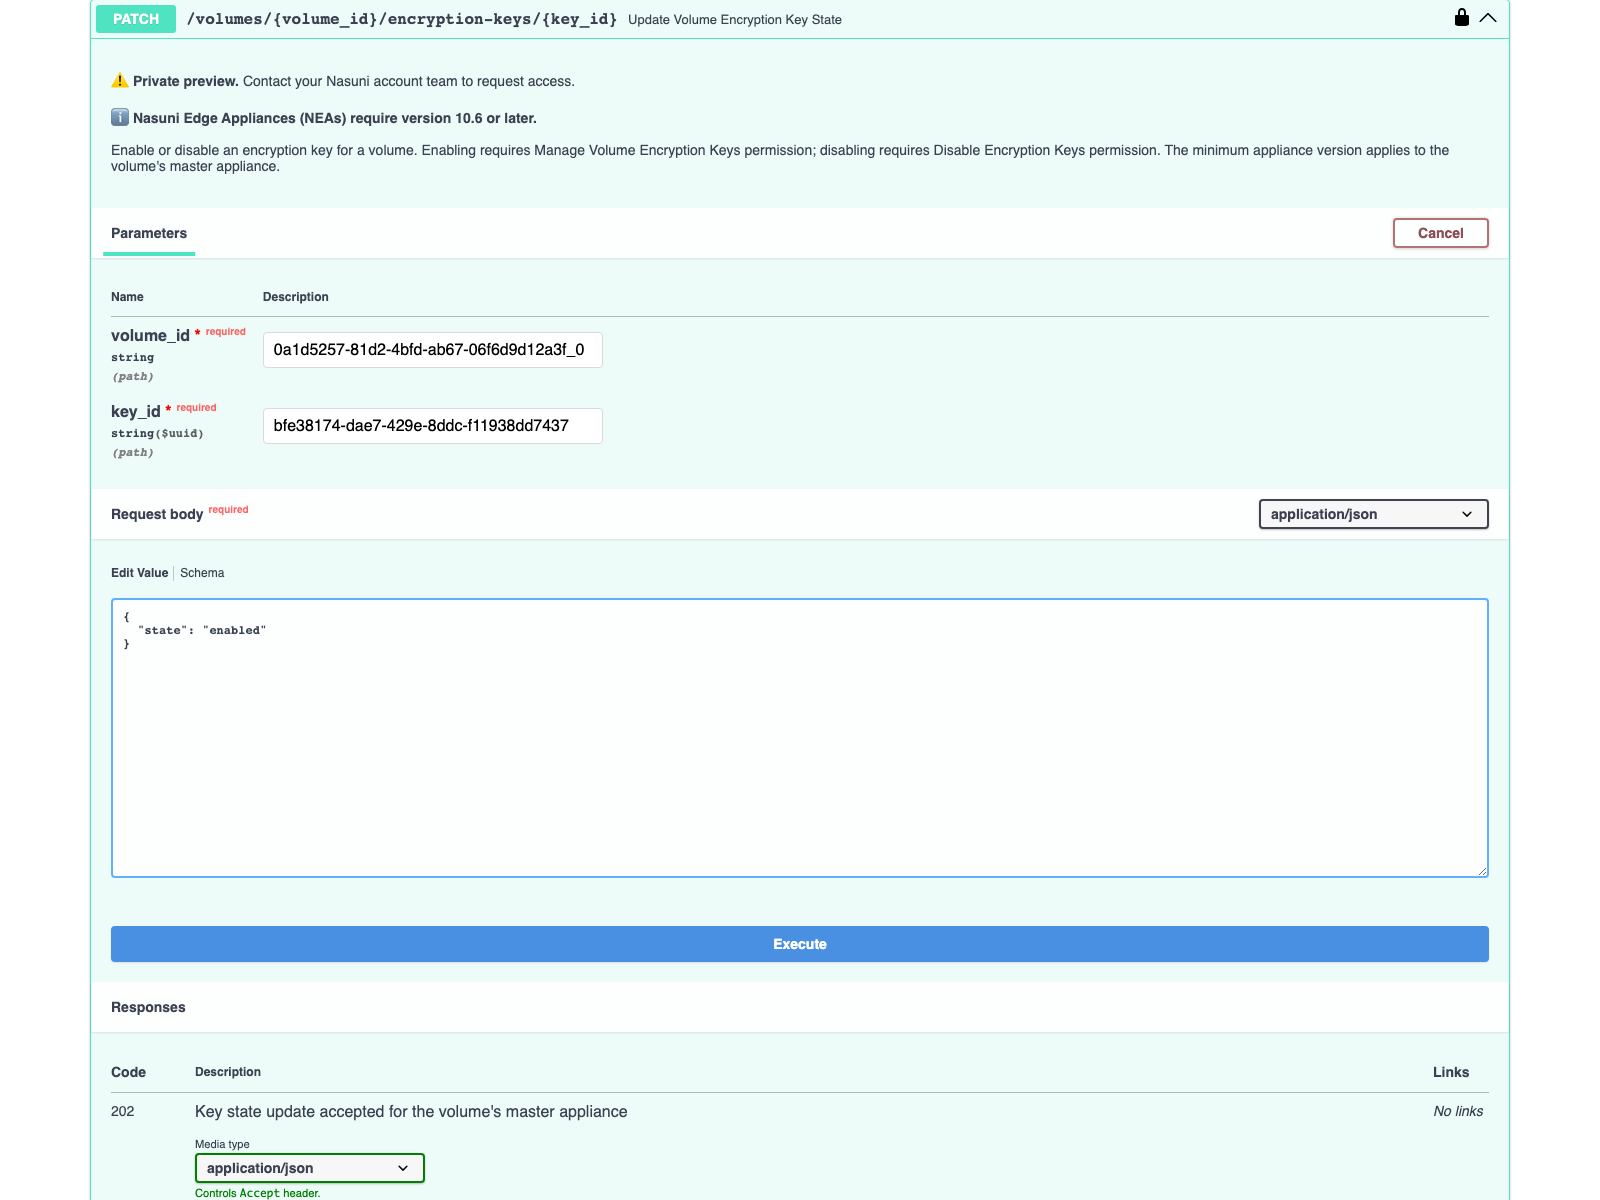 PATCH /volumes/{volume_id}/encryption-keys/{key_id} Update Volume Encryption Key State
⚠️ Private preview. Contact your Nasuni account team to request access.
ℹ️ Nasuni Edge Appliances (NEAs) require version 10.6 or later.
Enable or disable an encryption key for a volume. Enabling requires Manage Volume Encryption Keys permission; disabling requires Disable Encryption Keys permission. The minimum appliance version applies to the
volume's master appliance.
Parameters
Cancel
Name Description
volume_id * required
string
(path)
0a1d5257-81d2-4bfd-ab67-06f6d9d12a3f_0
key_id * required
string($uuid)
(path)
bfe38174-dae7-429e-8ddc-f11938dd7437
Request body required
application/json
Edit Value Schema
{
  "state": "enabled"
}
Execute
Responses
Code Description Links
202 Key state update accepted for the volume's master appliance No links
Media type
application/json
Controls Accept header.